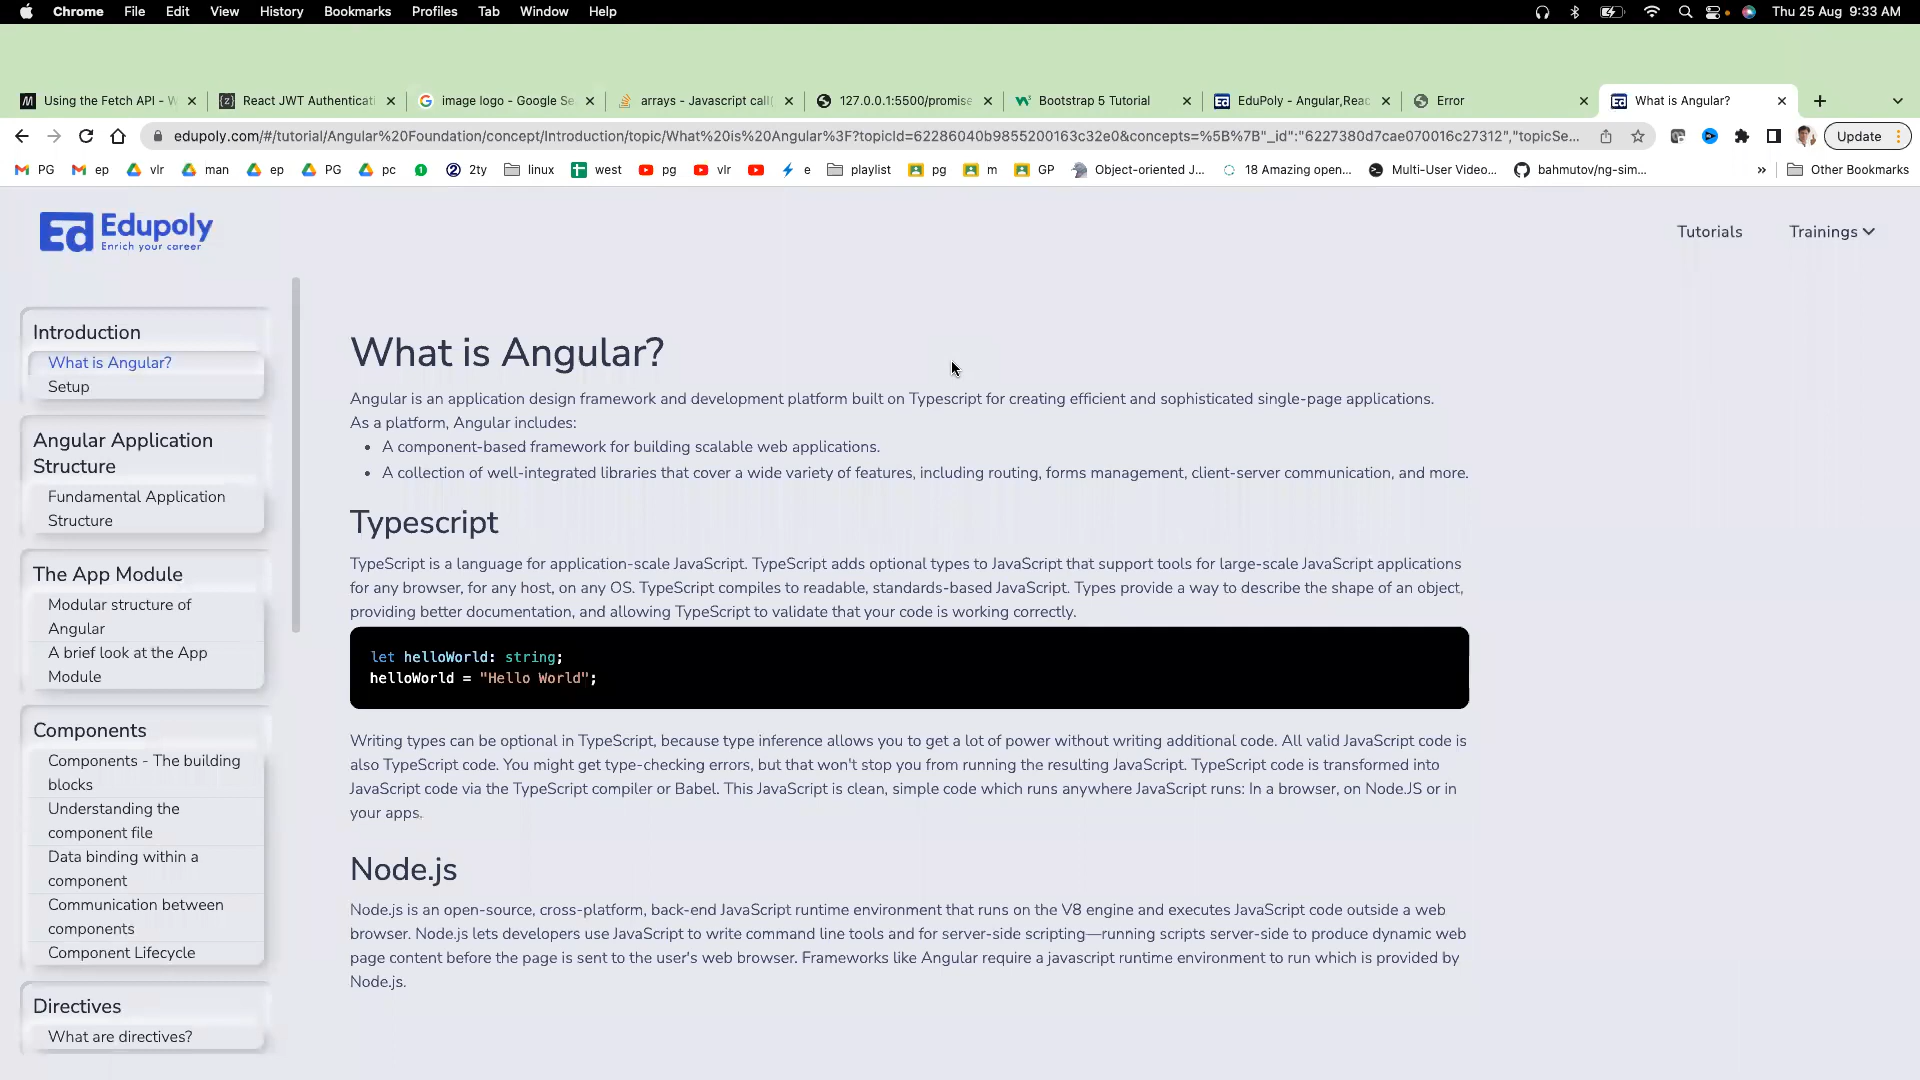 Chrome File Edit View History Bookmarks Profiles Tab Window Help Thu 25 Aug 9:33 AM
Using the Fetch API - W React JWT Authenticati image logo - Google Se arrays - Javascript call( 127.0.0.1:5500/promise Bootstrap 5 Tutorial EduPoly - Angular,Reac Error What is Angular?
edupoly.com/#/tutorial/Angular%20Foundation/concept/Introduction/topic/What%20is%20Angular%3F?topicId=62286040b9855200163c32e0&concepts=%5B%7B"_id":"6227380d7cae070016c27312","topicSe... Update
PG ep vlr man ep PG pc 2ty linux west pg vlr e playlist pg m GP Object-oriented J... 18 Amazing open... Multi-User Video... bahmutov/ng-sim... » Other Bookmarks
Ed Edupoly
Enrich your career
Tutorials Trainings
Introduction
What is Angular?
Setup
Angular Application
Structure
Fundamental Application
Structure
The App Module
Modular structure of
Angular
A brief look at the App
Module
Components
Components - The building
blocks
Understanding the
component file
Data binding within a
component
Communication between
components
Component Lifecycle
Directives
What are directives?
What is Angular?
Angular is an application design framework and development platform built on Typescript for creating efficient and sophisticated single-page applications.
As a platform, Angular includes:
• A component-based framework for building scalable web applications.
• A collection of well-integrated libraries that cover a wide variety of features, including routing, forms management, client-server communication, and more.
Typescript
TypeScript is a language for application-scale JavaScript. TypeScript adds optional types to JavaScript that support tools for large-scale JavaScript applications
for any browser, for any host, on any OS. TypeScript compiles to readable, standards-based JavaScript. Types provide a way to describe the shape of an object,
providing better documentation, and allowing TypeScript to validate that your code is working correctly.
let helloWorld: string;
helloWorld = "Hello World";
Writing types can be optional in TypeScript, because type inference allows you to get a lot of power without writing additional code. All valid JavaScript code is
also TypeScript code. You might get type-checking errors, but that won't stop you from running the resulting JavaScript. TypeScript code is transformed into
JavaScript code via the TypeScript compiler or Babel. This JavaScript is clean, simple code which runs anywhere JavaScript runs: In a browser, on Node.JS or in
your apps.
Node.js
Node.js is an open-source, cross-platform, back-end JavaScript runtime environment that runs on the V8 engine and executes JavaScript code outside a web
browser. Node.js lets developers use JavaScript to write command line tools and for server-side scripting—running scripts server-side to produce dynamic web
page content before the page is sent to the user's web browser. Frameworks like Angular require a javascript runtime environment to run which is provided by
Node.js.